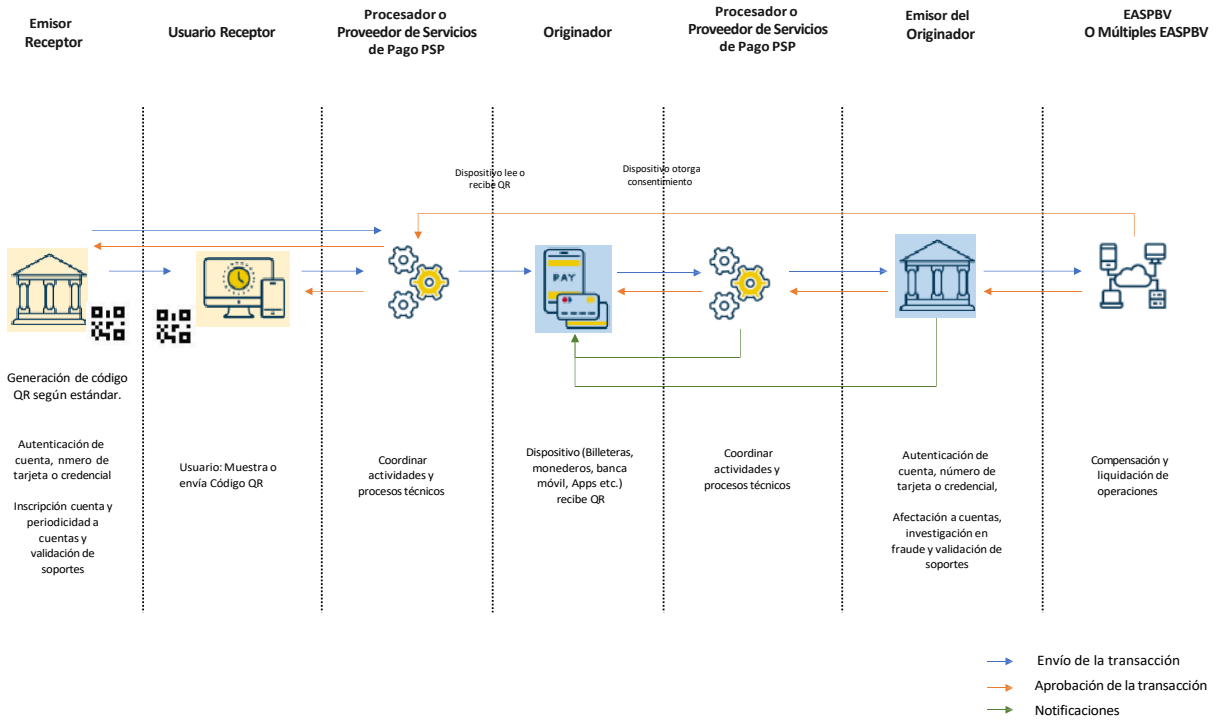 Emisor
Receptor
Usuario Receptor
Procesador o
Proveedor de Servicios
de Pago PSP
Originador
Procesador o
Proveedor de Servicios
de Pago PSP
Emisor del
Originador
EASPBV
O Múltiples EASPBV
Dispositivo lee o
recibe QR
Dispositivo otorga
consentimiento
PAY
Generación de código
QR según estándar.
Autenticación de
cuenta, nmero de
tarjeta o credencial
Inscripción cuenta y
periodicidad a
cuentas y
validación de
soportes
Usuario: Muestra o
envía Código QR
Coordinar
actividades y
procesos técnicos
Dispositivo (Billeteras,
monederos, banca
móvil, Apps etc.)
recibe QR
Coordinar
actividades y
procesos técnicos
Autenticación de
cuenta, número de
tarjeta o credencial,
Afectación a cuentas,
investigación en
fraude y validación de
soportes
Compensación y
liquidación de
operaciones
Envío de la transacción
Aprobación de la transacción
Notificaciones